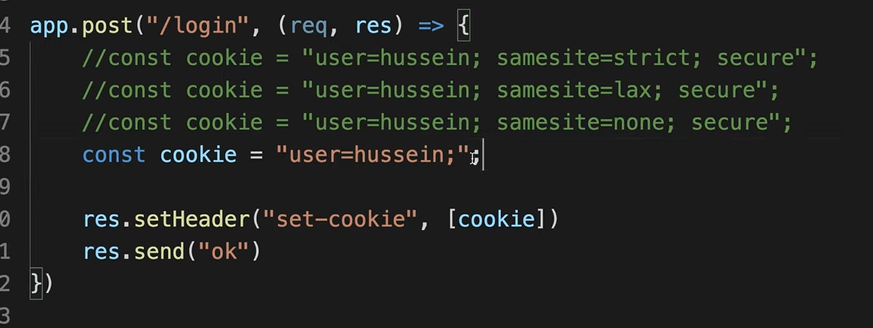 4 app.post("/login", (req, res) => {
5 //const cookie = "user=hussein; samesite=strict; secure";
6 //const cookie = "user=hussein; samesite=lax; secure";
7 //const cookie = "user=hussein; samesite=none; secure";
8 const cookie = "user=hussein;";
9
0 res.setHeader("set-cookie", [cookie])
1 res.send("ok")
2 })
3